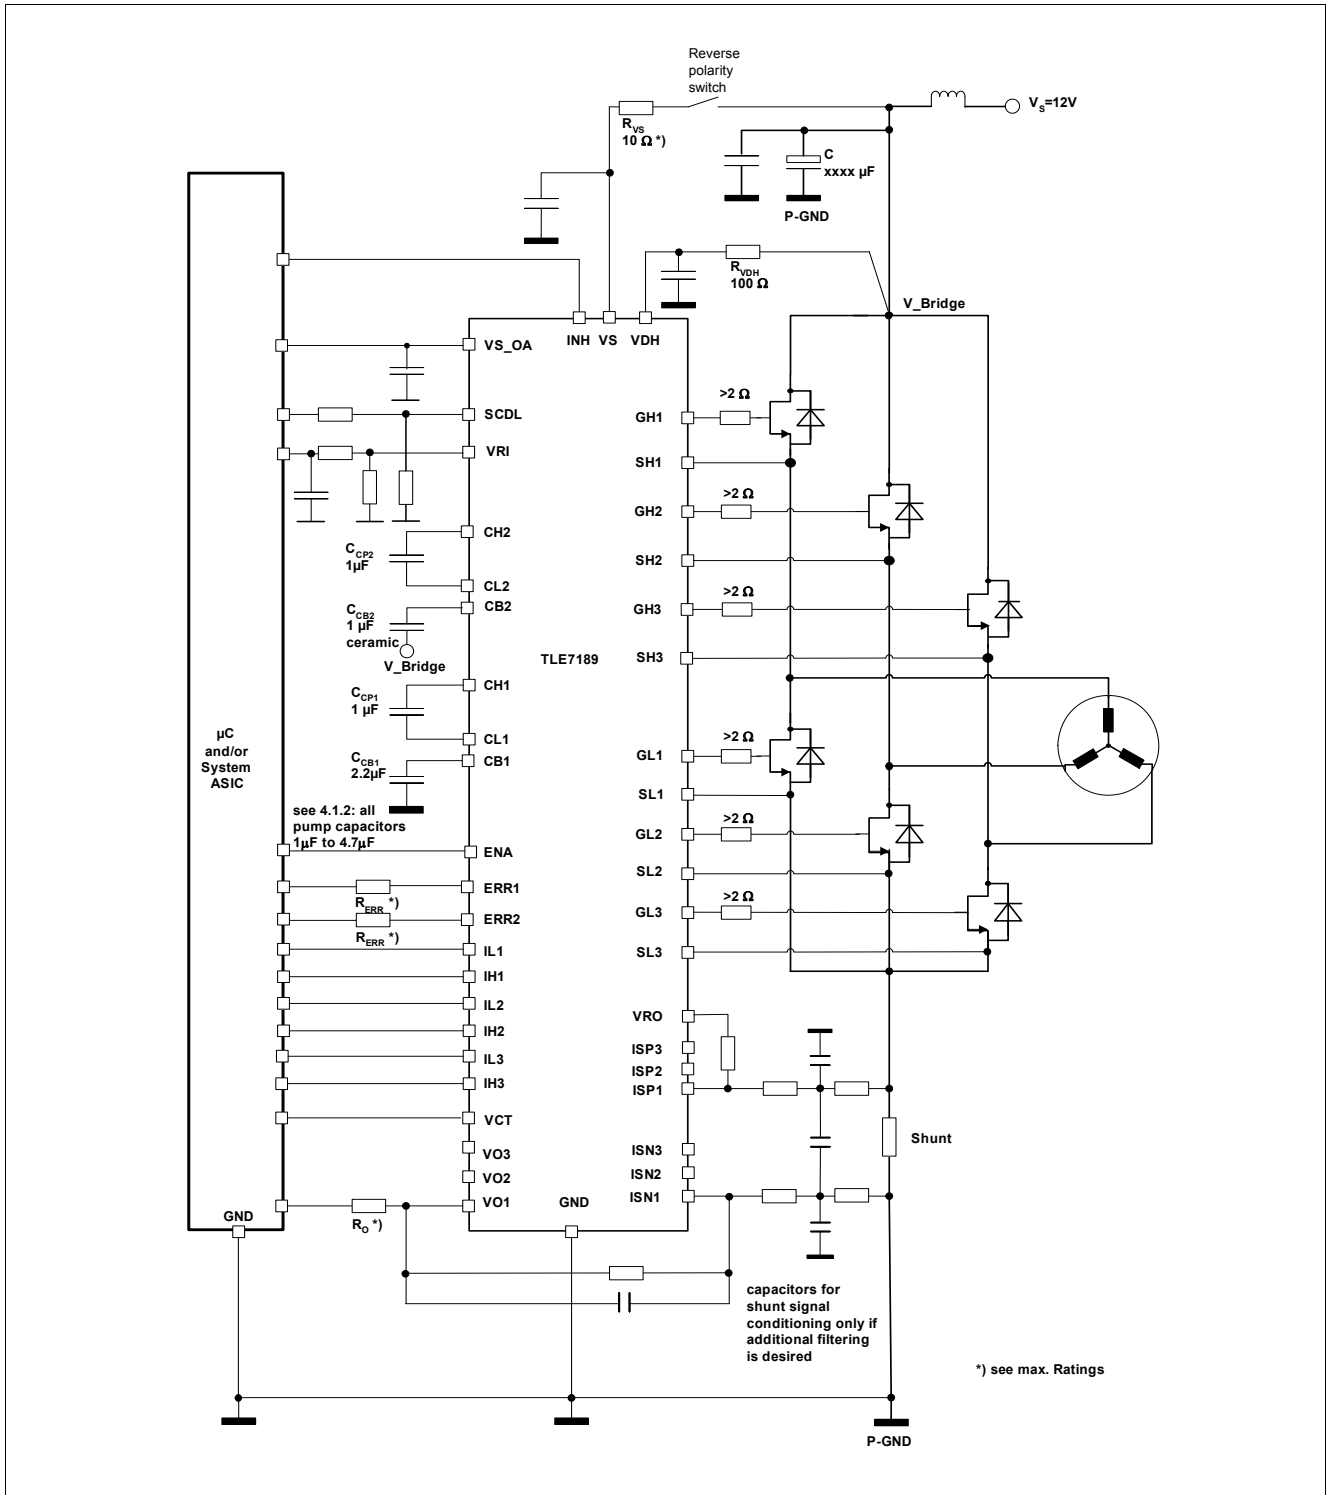 Reverse
polarity
switch
V_S=12V
R_VS
10 Ω *)
C
xxxx µF
P-GND
R_VDH
100 Ω
V_Bridge
INH VS VDH
VS_OA
SCDL
VRI
>2 Ω
GH1
SH1
>2 Ω
GH2
SH2
>2 Ω
GH3
SH3
CH2
C_CP2
1µF
CL2
CB2
C_CB2
1 µF
ceramic
V_Bridge
TLE7189
CH1
C_CP1
1 µF
CL1
CB1
C_CB1
2.2µF
µC
and/or
System
ASIC
see 4.1.2: all
pump capacitors
1µF to 4.7µF
>2 Ω
GL1
SL1
>2 Ω
GL2
SL2
>2 Ω
GL3
SL3
ENA
ERR1
R_ERR *)
ERR2
R_ERR *)
IL1
IH1
IL2
IH2
IL3
IH3
VCT
VO3
VO2
VO1
VRO
ISP3
ISP2
ISP1
Shunt
ISN3
ISN2
ISN1
GND
GND
R_O *)
capacitors for
shunt signal
conditioning only if
additional filtering
is desired
*) see max. Ratings
P-GND